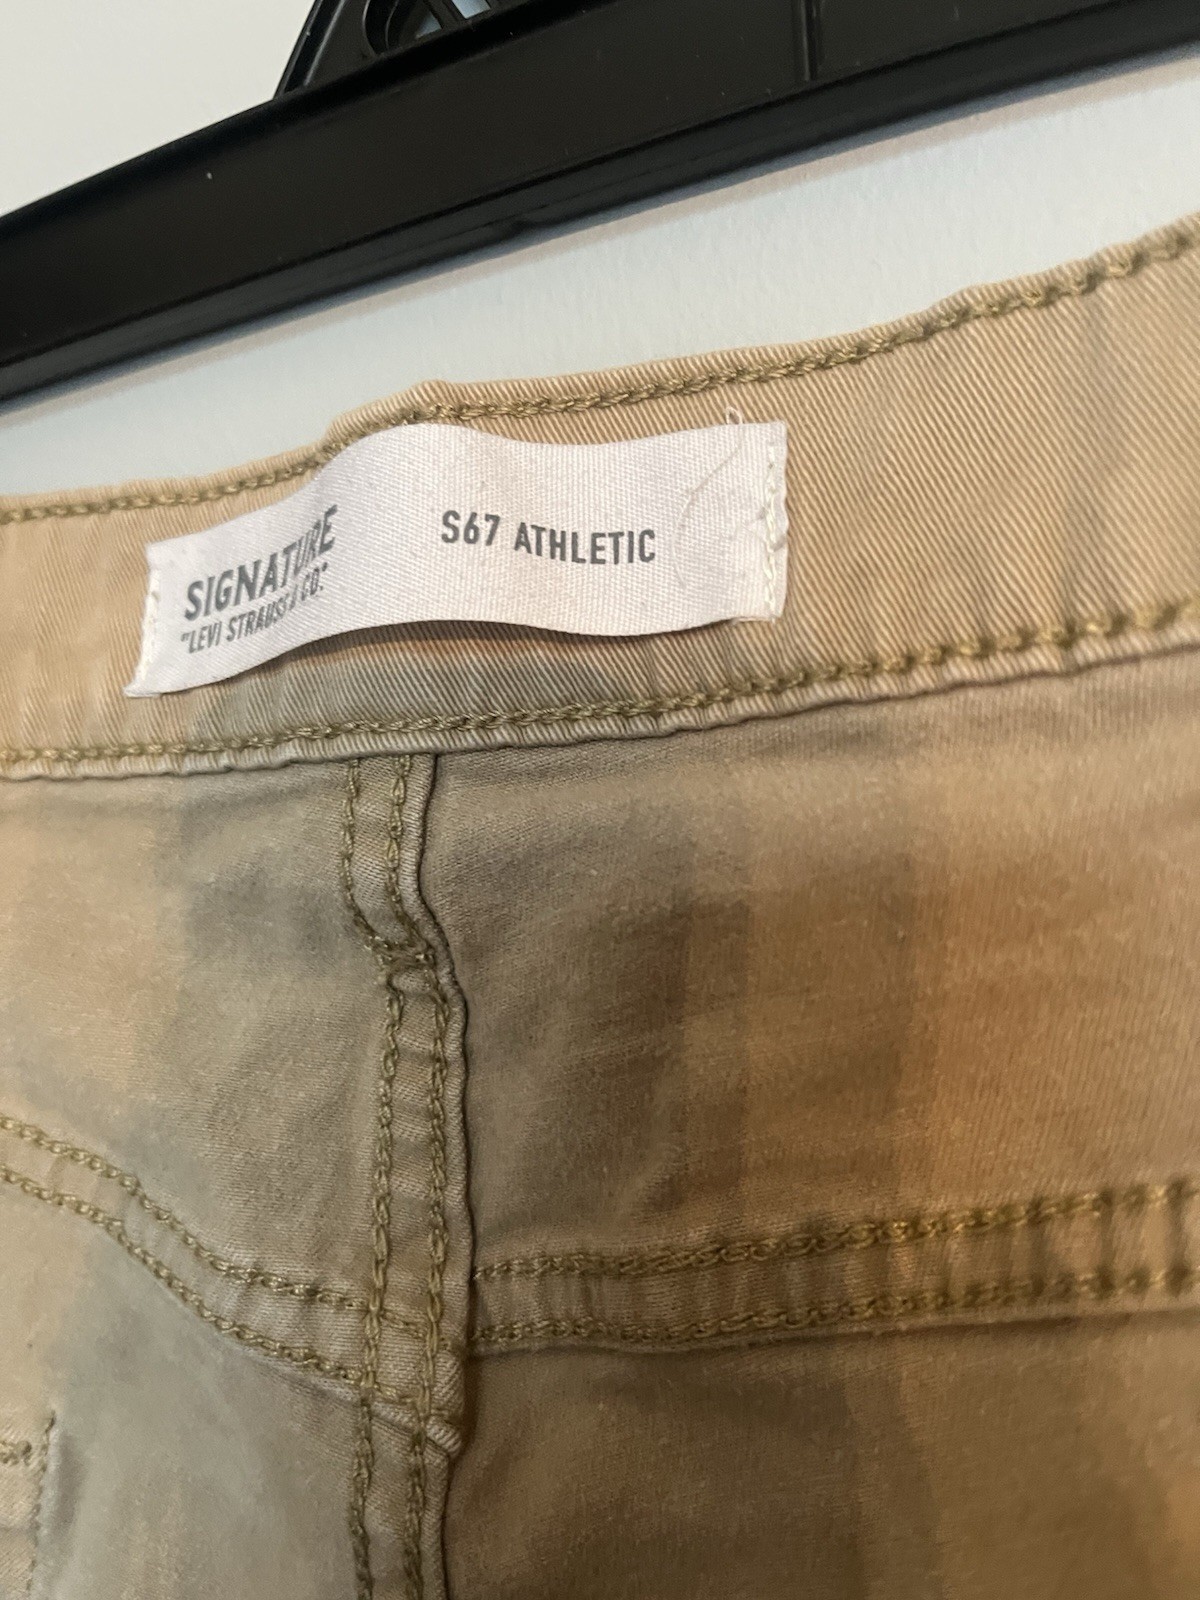 SIGNATURE
"LEVI STRAUSS & CO."
S67 ATHLETIC